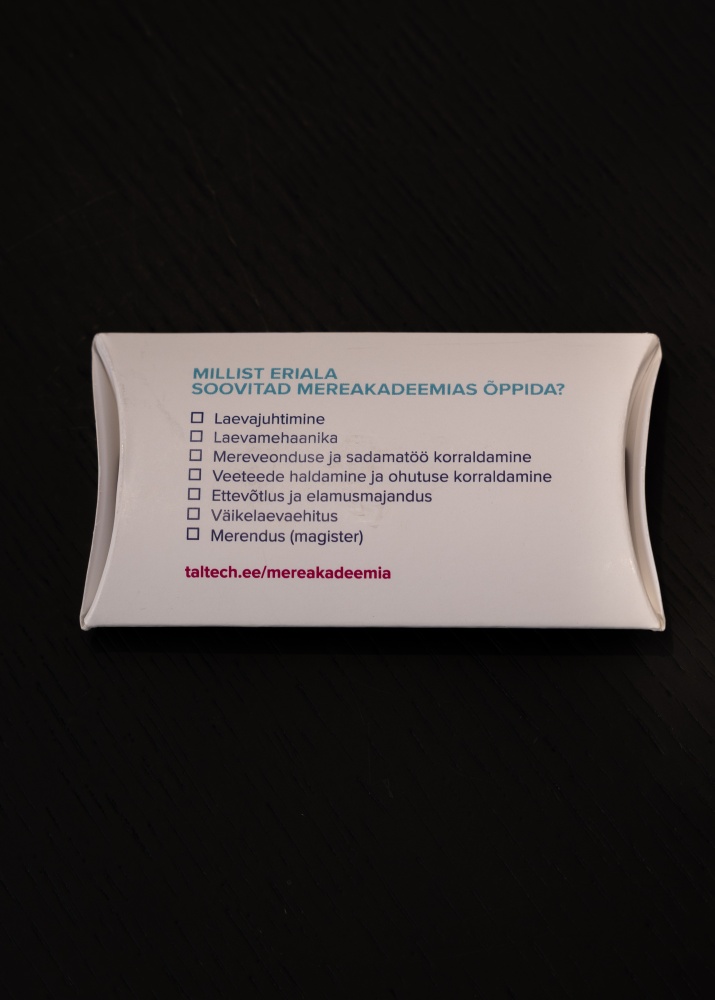 MILLIST ERIALA
SOOVITAD MEREAKADEEMIAS ÕPPIDA?
☐ Laevajuhtimine
☐ Laevamehaanika
☐ Mereveonduse ja sadamatöö korraldamine
☐ Veeteede haldamine ja ohutuse korraldamine
☐ Ettevõtlus ja elamusmajandus
☐ Väikelaevaehitus
☐ Merendus (magister)
taltech.ee/mereakadeemia